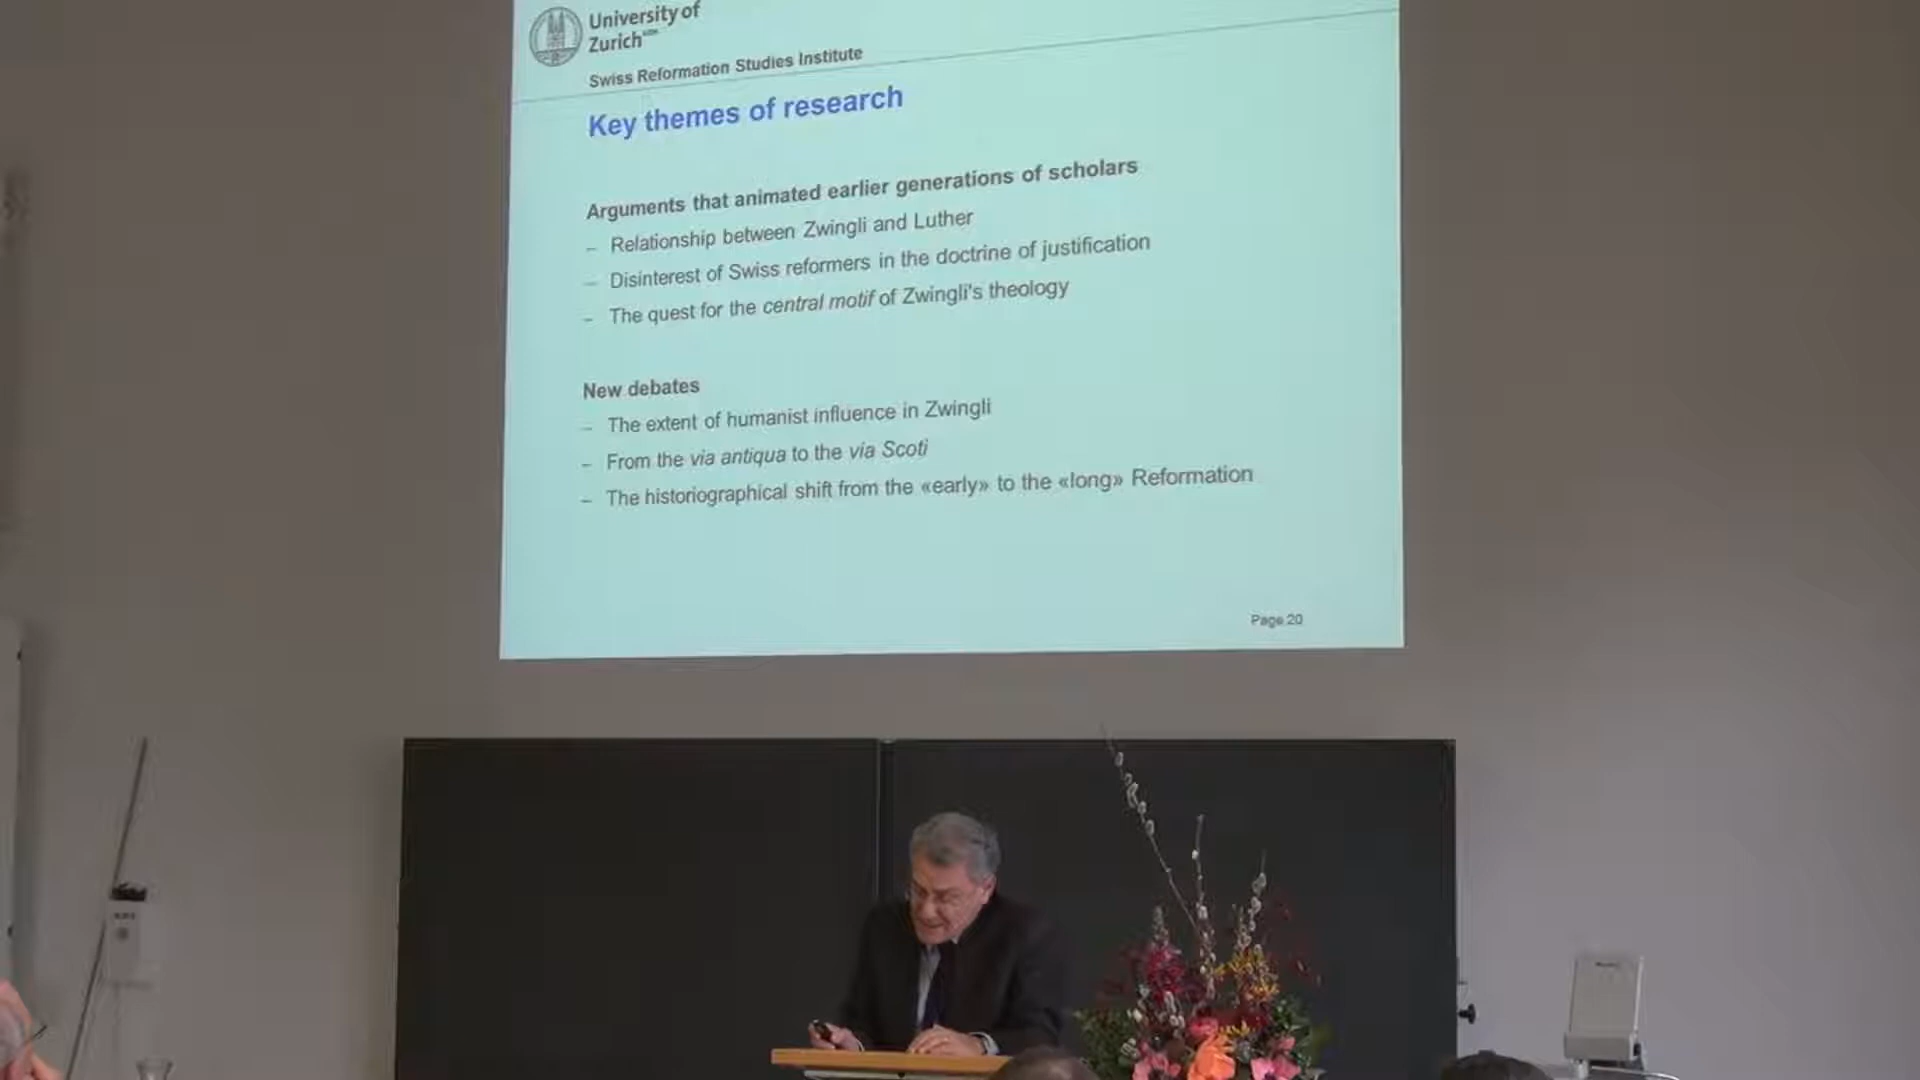 University of
Zurich
Swiss Reformation Studies Institute
Key themes of research
Arguments that animated earlier generations of scholars
– Relationship between Zwingli and Luther
– Disinterest of Swiss reformers in the doctrine of justification
– The quest for the central motif of Zwingli's theology
New debates
– The extent of humanist influence in Zwingli
– From the via antiqua to the via Scoti
– The historiographical shift from the «early» to the «long» Reformation
Page 20